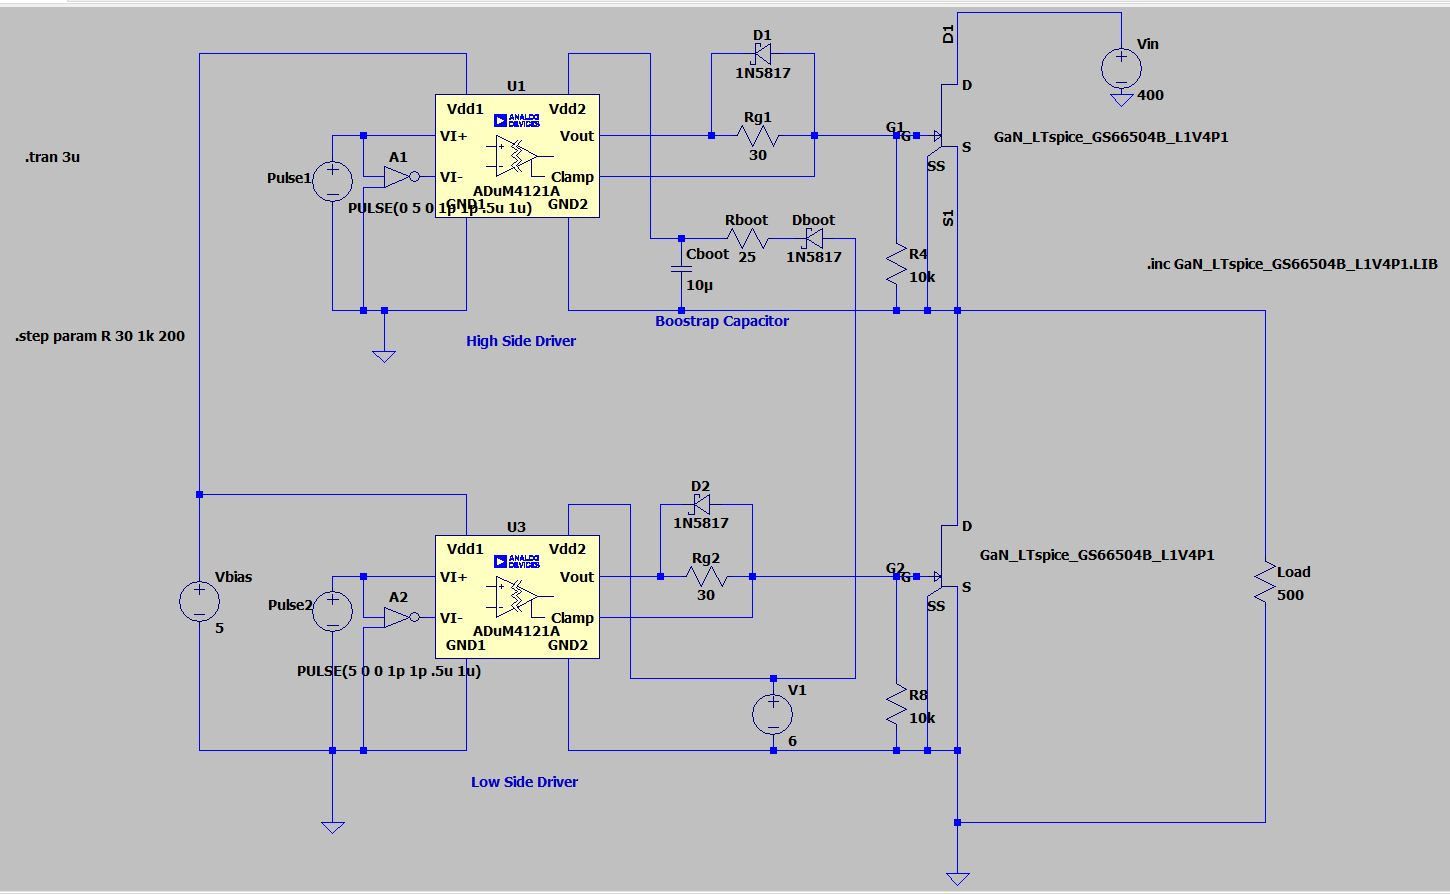 D1
1N5817
D1
Vin
400
U1
Vdd1
Vdd2
ANALOG
DEVICES
VI+
Vout
VI-
Clamp
ADuM4121A
GND1
GND2
Rg1
30
G1
G
D
S
SS
GaN_LTspice_GS66504B_L1V4P1
.tran 3u
Pulse1
A1
PULSE(0 5 0 1p 1p .5u 1u)
S1
Rboot
25
Dboot
1N5817
Cboot
10µ
R4
10k
.inc GaN_LTspice_GS66504B_L1V4P1.LIB
Boostrap Capacitor
High Side Driver
.step param R 30 1k 200
D2
1N5817
U3
Vdd1
Vdd2
ANALOG
DEVICES
VI+
Vout
VI-
Clamp
ADuM4121A
GND1
GND2
Rg2
30
G2
G
D
S
SS
GaN_LTspice_GS66504B_L1V4P1
Load
500
Vbias
5
Pulse2
A2
PULSE(5 0 0 1p 1p .5u 1u)
V1
6
R8
10k
Low Side Driver